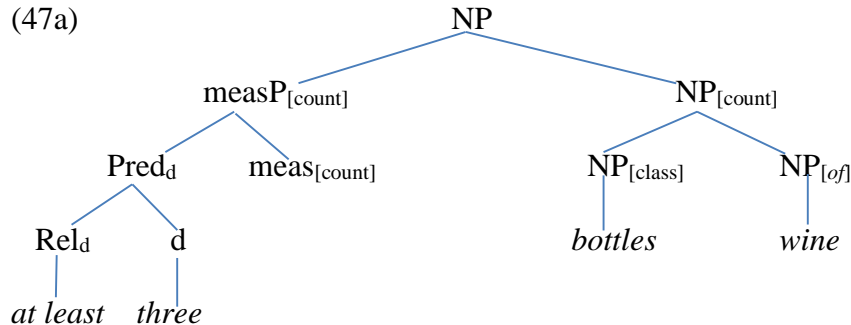 (47a) NP
measP[count] NP[count]
Predd meas[count] NP[class] NP[of]
Reld d bottles wine
at least three